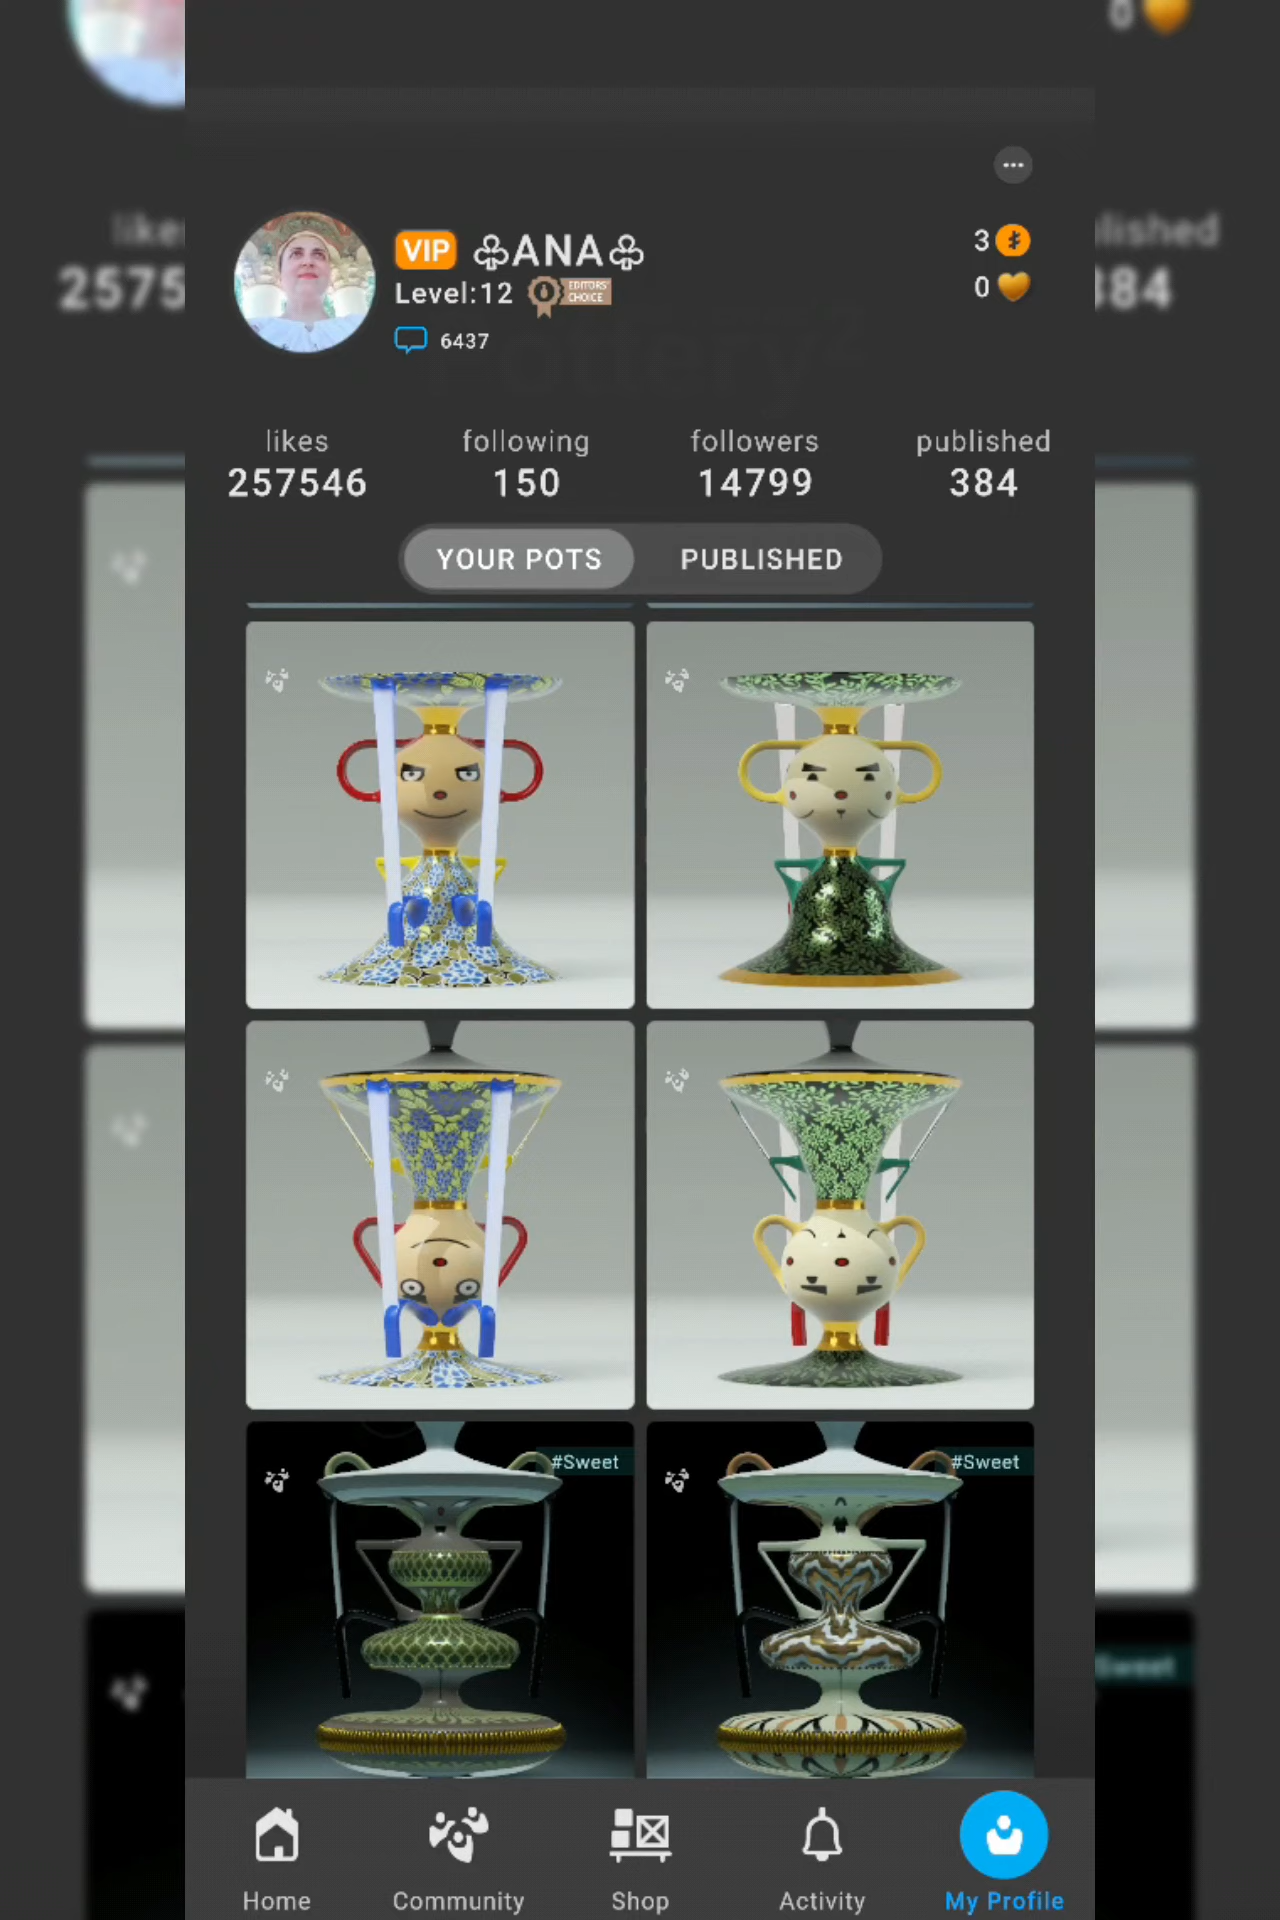 VIP ♧ANA♧
Level:12 EDITORS' CHOICE
6437
3
0
likes following followers published
257546 150 14799 384
YOUR POTS PUBLISHED
#Sweet #Sweet
Home Community Shop Activity My Profile